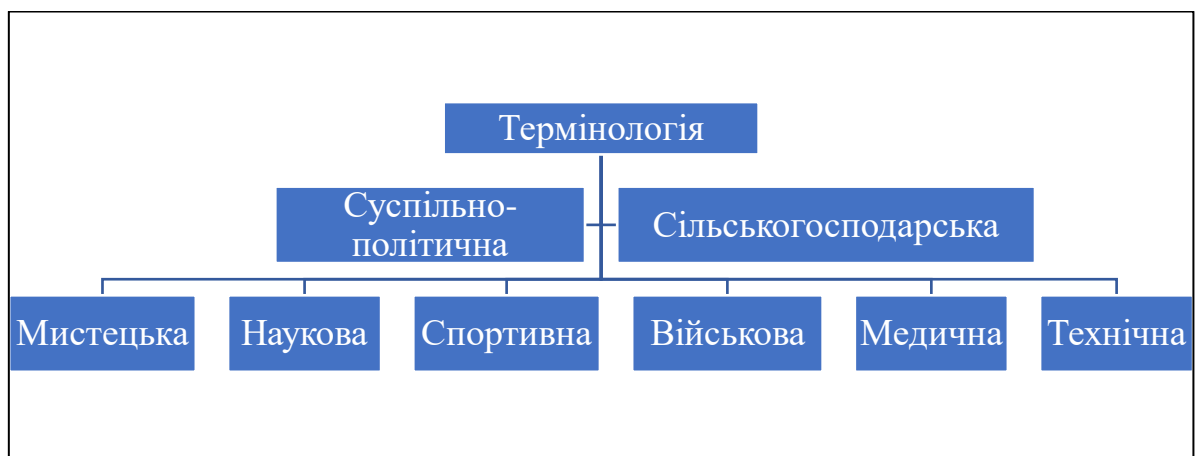 Термінологія
Суспільно-
політична
Сільськогосподарська
Мистецька
Наукова
Спортивна
Військова
Медична
Технічна